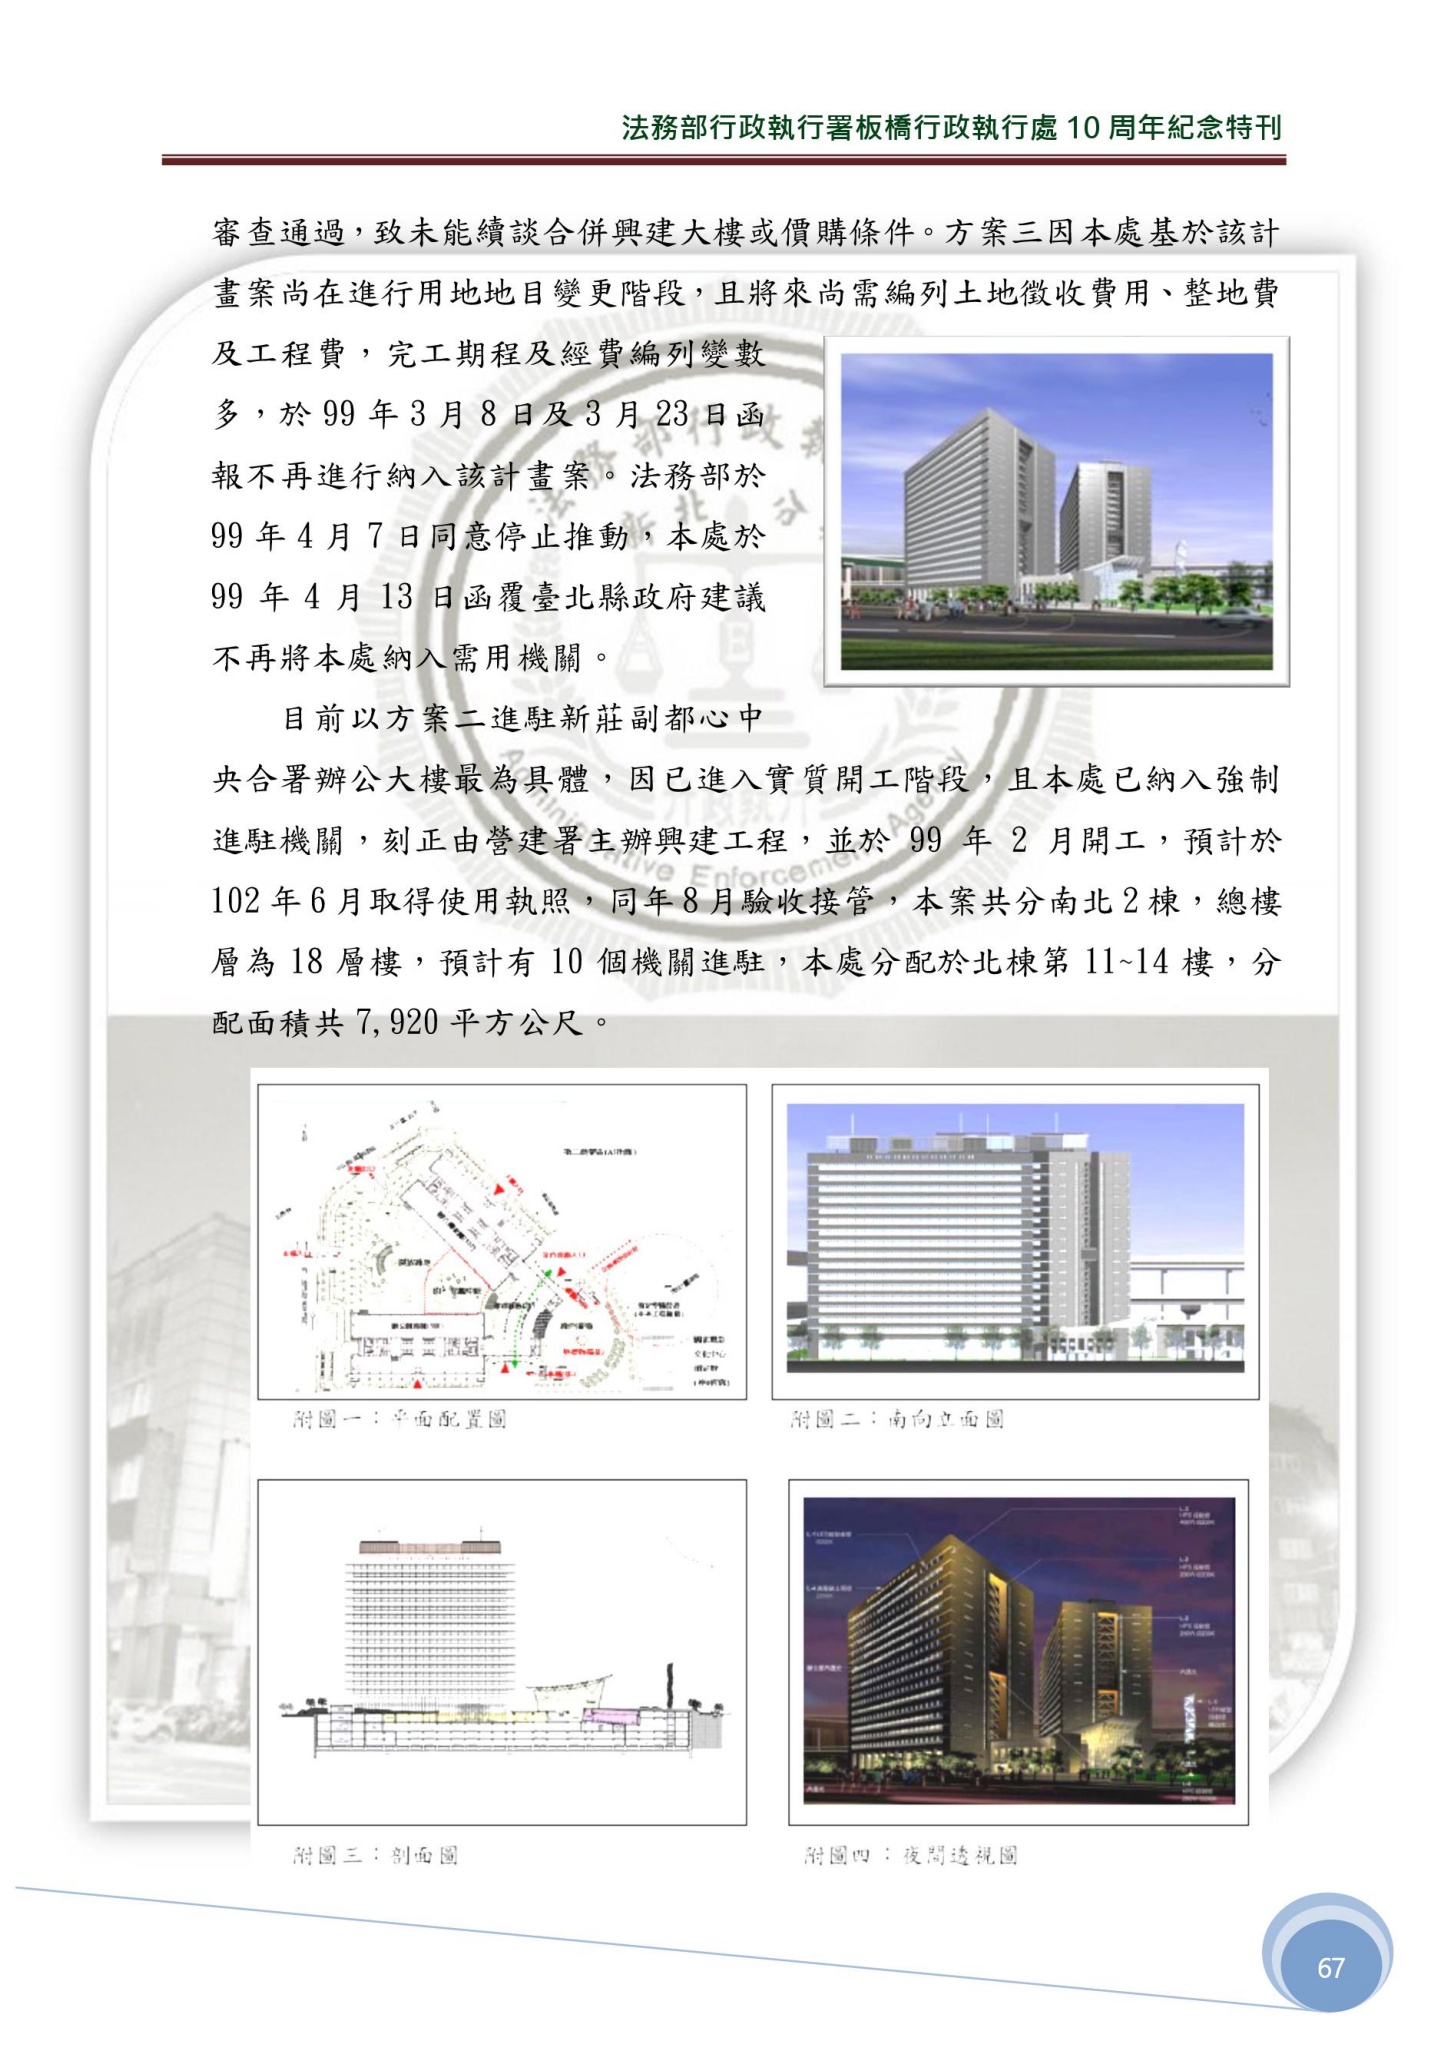 法務部行政執行署板橋行政執行處 10 周年紀念特刊
審查通過，致未能續談合併興建大樓或價購條件。方案三因本處基於該計
畫案尚在進行用地地目變更階段，且將來尚需編列土地徵收費用、整地費
及工程費，完工期程及經費編列變數
多，於 99 年 3 月 8 日及 3 月 23 日函
報不再進行納入該計畫案。法務部於
99 年 4 月 7 日同意停止推動，本處於
99 年 4 月 13 日函覆臺北縣政府建議
不再將本處納入需用機關。
目前以方案二進駐新莊副都心中
央合署辦公大樓最為具體，因已進入實質開工階段，且本處已納入強制
進駐機關，刻正由營建署主辦興建工程，並於 99 年 2 月開工，預計於
102 年 6 月取得使用執照，同年 8 月驗收接管，本案共分南北 2 棟，總樓
層為 18 層樓，預計有 10 個機關進駐，本處分配於北棟第 11~14 樓，分
配面積共 7,920 平方公尺。
附圖一：平面配置圖
附圖二：南向立面圖
附圖三：剖面圖
附圖四：夜間透視圖
67